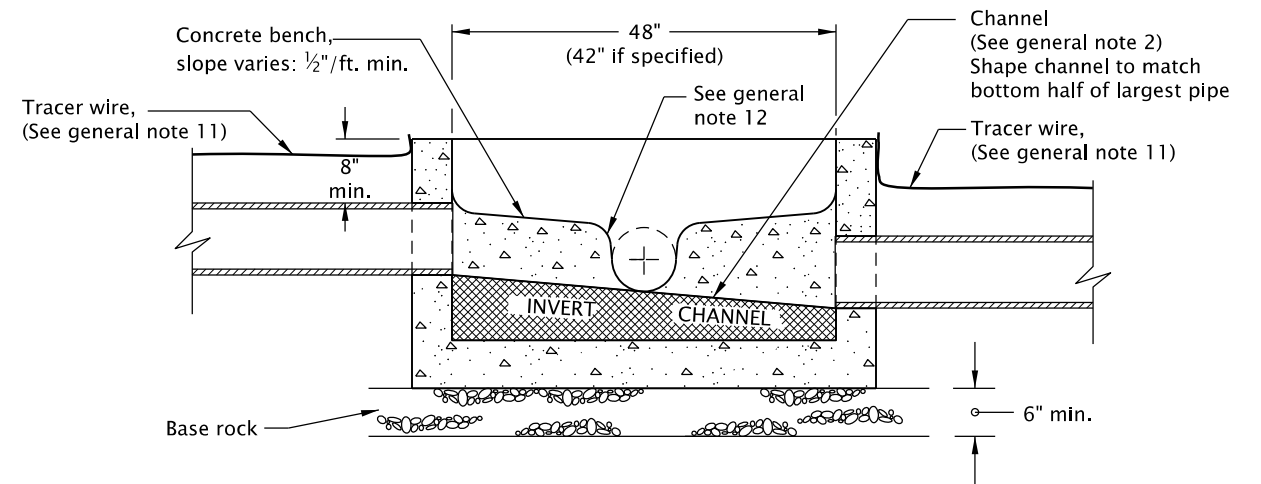 Concrete bench,
slope varies: ½"/ft. min.
48"
(42" if specified)
Channel
(See general note 2)
Shape channel to match
bottom half of largest pipe
Tracer wire,
(See general note 11)
See general
note 12
Tracer wire,
(See general note 11)
8"
min.
INVERT CHANNEL
Base rock
6" min.